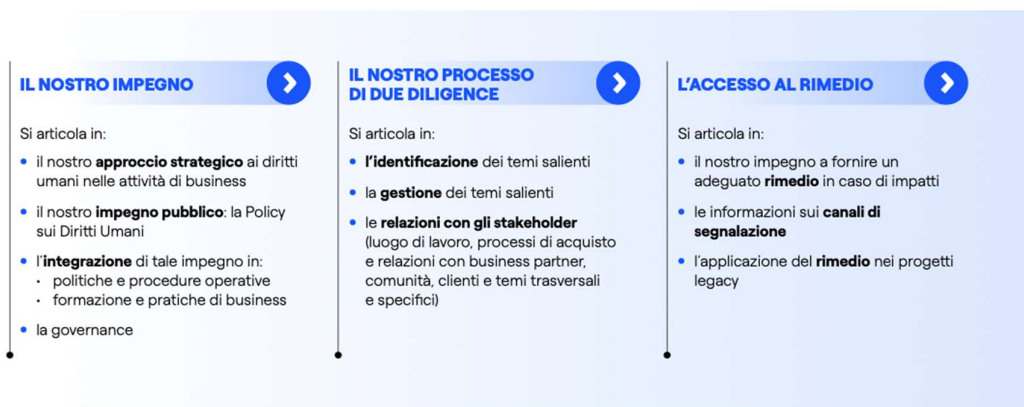 IL NOSTRO IMPEGNO
Si articola in:
• il nostro approccio strategico ai diritti
umani nelle attività di business
• il nostro impegno pubblico: la Policy
sui Diritti Umani
• l’integrazione di tale impegno in:
• politiche e procedure operative
• formazione e pratiche di business
• la governance
IL NOSTRO PROCESSO
DI DUE DILIGENCE
Si articola in:
• l’identificazione dei temi salienti
• la gestione dei temi salienti
• le relazioni con gli stakeholder
(luogo di lavoro, processi di acquisto
e relazioni con business partner,
comunità, clienti e temi trasversali
e specifici)
L’ACCESSO AL RIMEDIO
Si articola in:
• il nostro impegno a fornire un
adeguato rimedio in caso di impatti
• le informazioni sui canali di
segnalazione
• l’applicazione del rimedio nei progetti
legacy